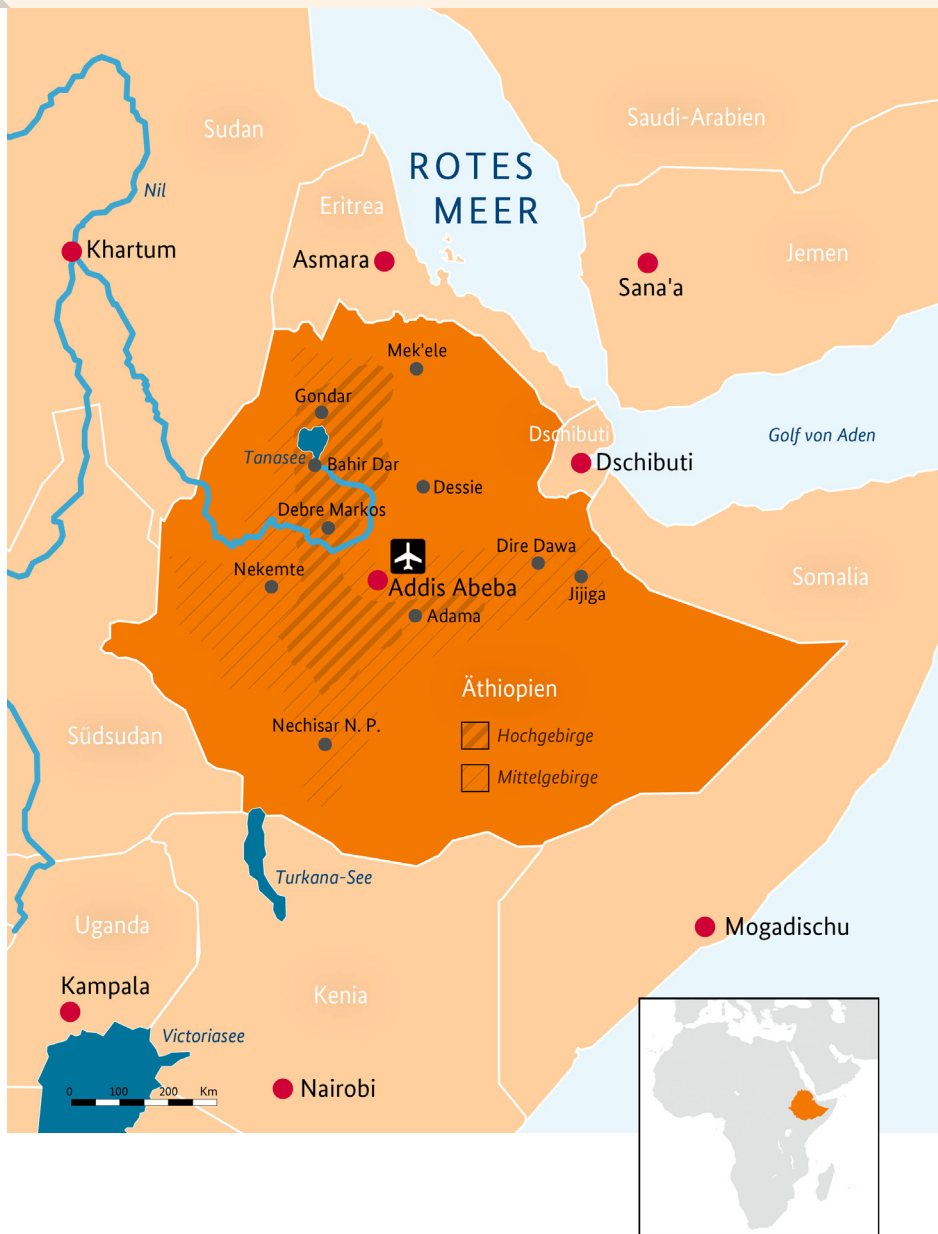 Saudi-Arabien
Sudan
ROTES
MEER
Nil
Eritrea
Khartum
Asmara
Jemen
Sana'a
Mek'ele
Gondar
Dschibuti
Golf von Aden
Tanasee
Bahir Dar
Dschibuti
Dessie
Debre Markos
Dire Dawa
Nekemte
Somalia
Addis Abeba
Jijiga
Adama
Äthiopien
Nechisar N. P.
Südsudan
Hochgebirge
Mittelgebirge
Turkana-See
Uganda
Mogadischu
Kampala
Kenia
Victoriasee
0 100 200 Km
Nairobi